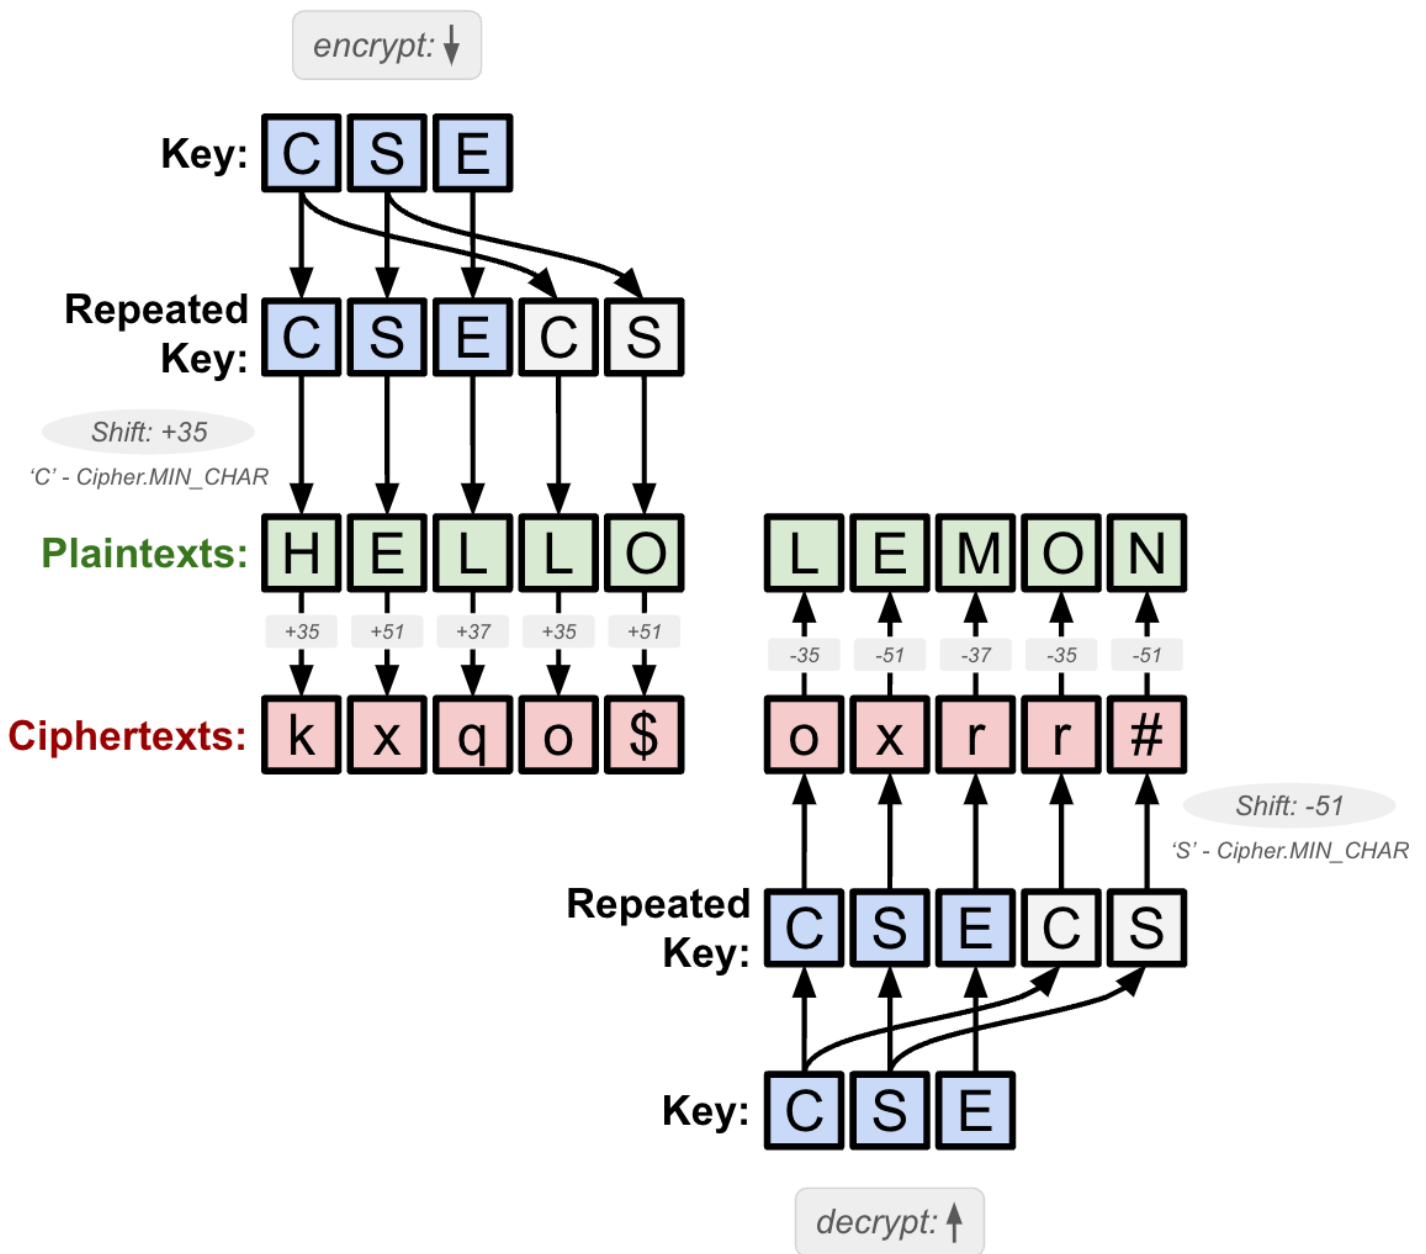 encrypt:
Key: C S E
Repeated
Key: C S E C S
Shift: +35
‘C’ - Cipher.MIN_CHAR
Plaintexts: H E L L O L E M O N
+35 +51 +37 +35 +51 -35 -51 -37 -35 -51
Ciphertexts: k x q o $ o x r r #
Shift: -51
‘S’ - Cipher.MIN_CHAR
Repeated
Key: C S E C S
Key: C S E
decrypt: